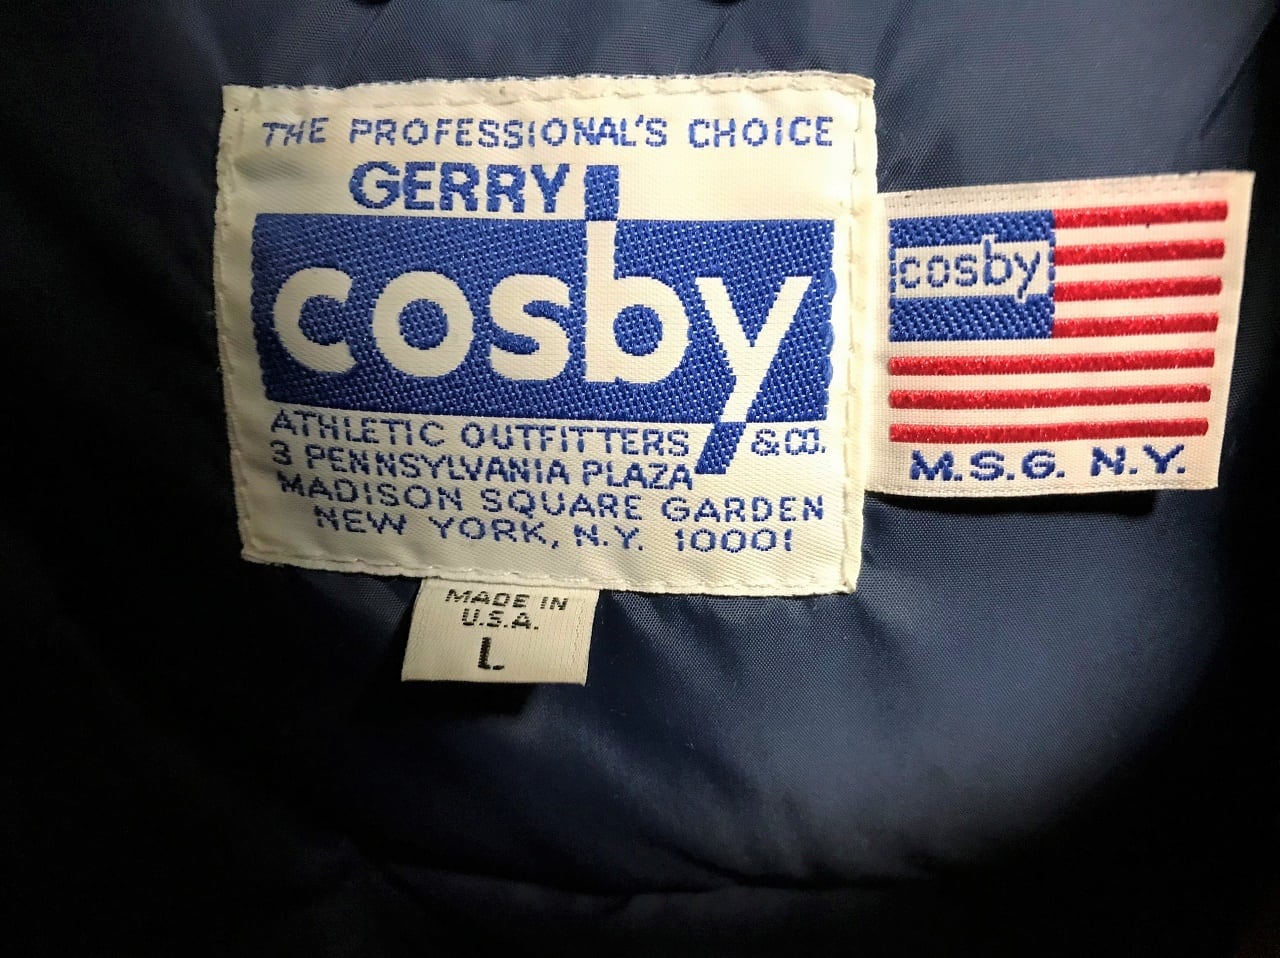 THE PROFESSIONAL'S CHOICE
GERRY
cosby
ATHLETIC OUTFITTERS & CO.
3 PENNSYLVANIA PLAZA
MADISON SQUARE GARDEN
NEW YORK, N.Y. 10001
MADE IN
U.S.A.
L
cosby
M.S.G. N.Y.